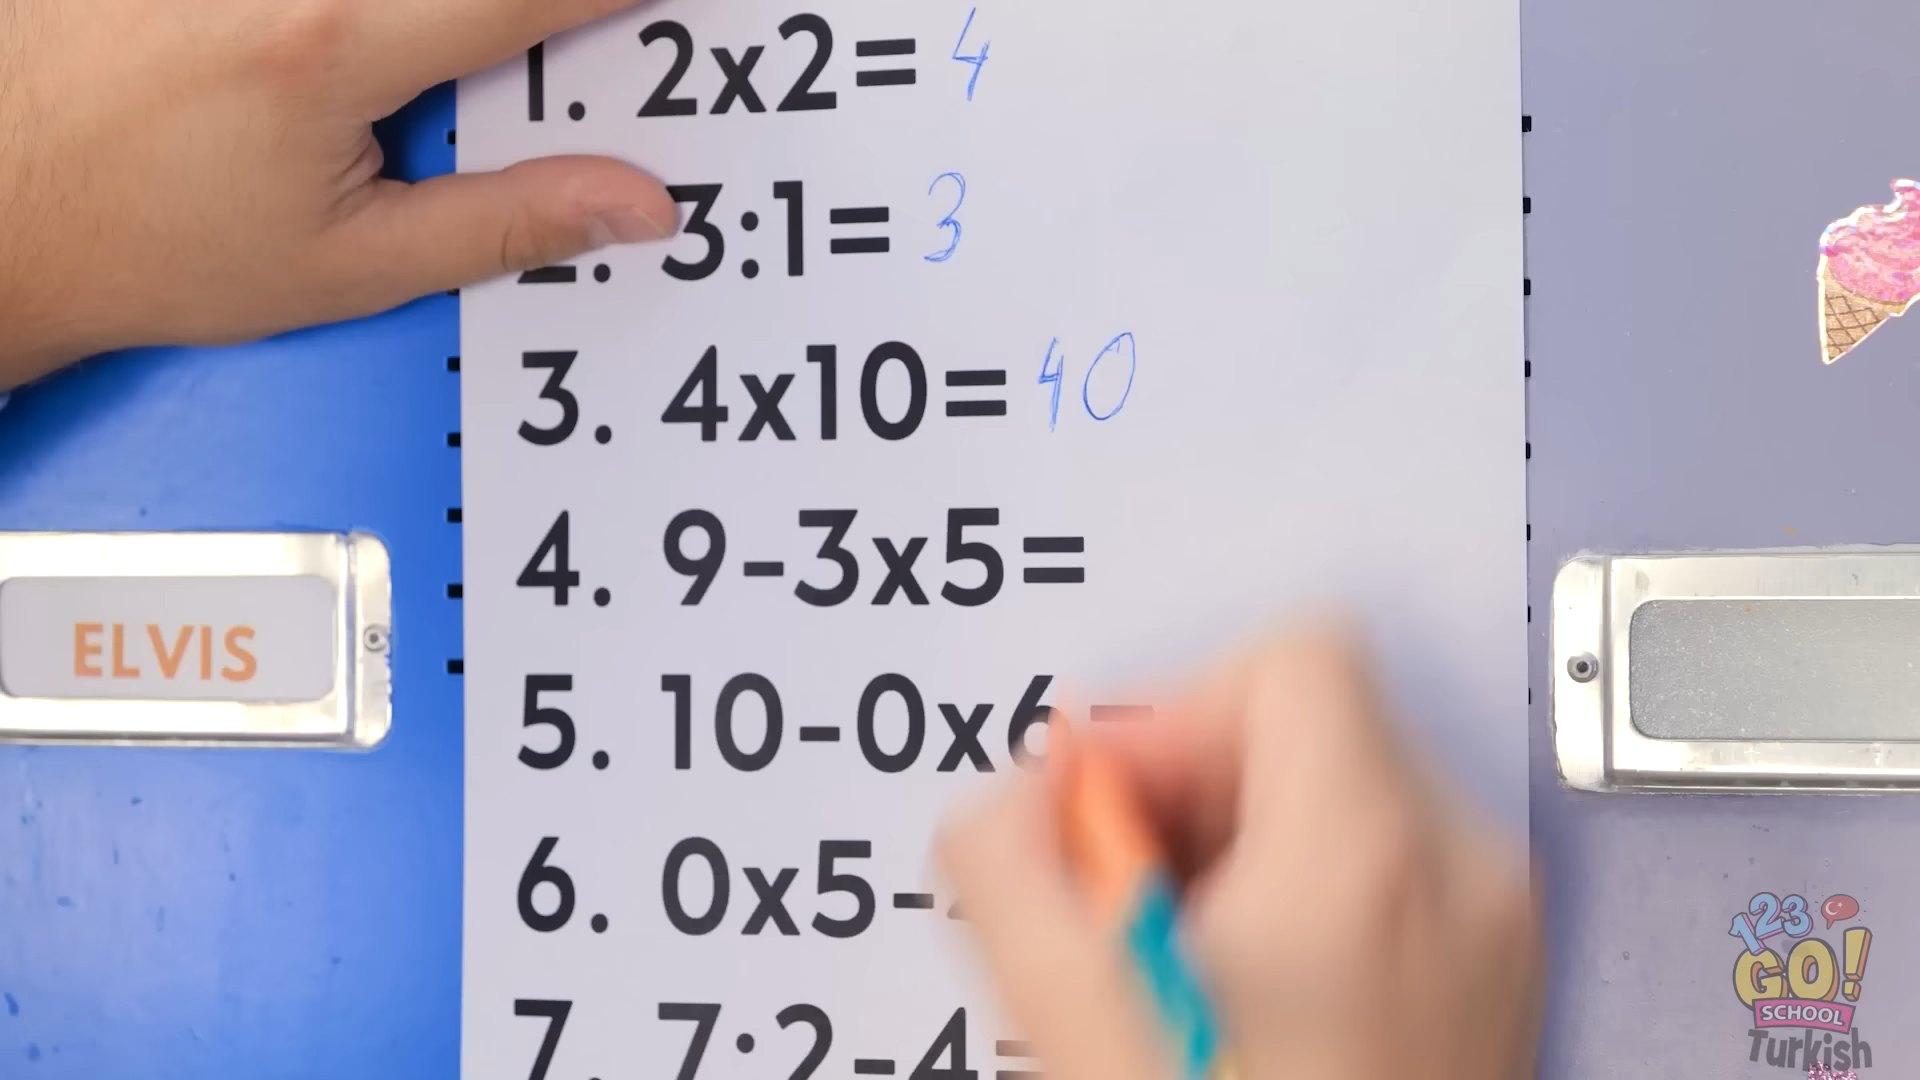 1. 2x2= 4
2. 3:1= 3
3. 4x10= 40
4. 9-3x5=
5. 10-0x6=
6. 0x5-
7. 7:2-4=
ELVIS
123
GO!
SCHOOL
Turkish